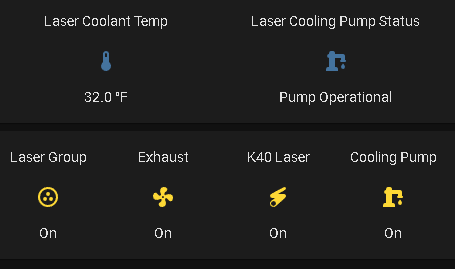 Laser Coolant Temp
Laser Cooling Pump Status
32.0 °F
Pump Operational
Laser Group
Exhaust
K40 Laser
Cooling Pump
On
On
On
On